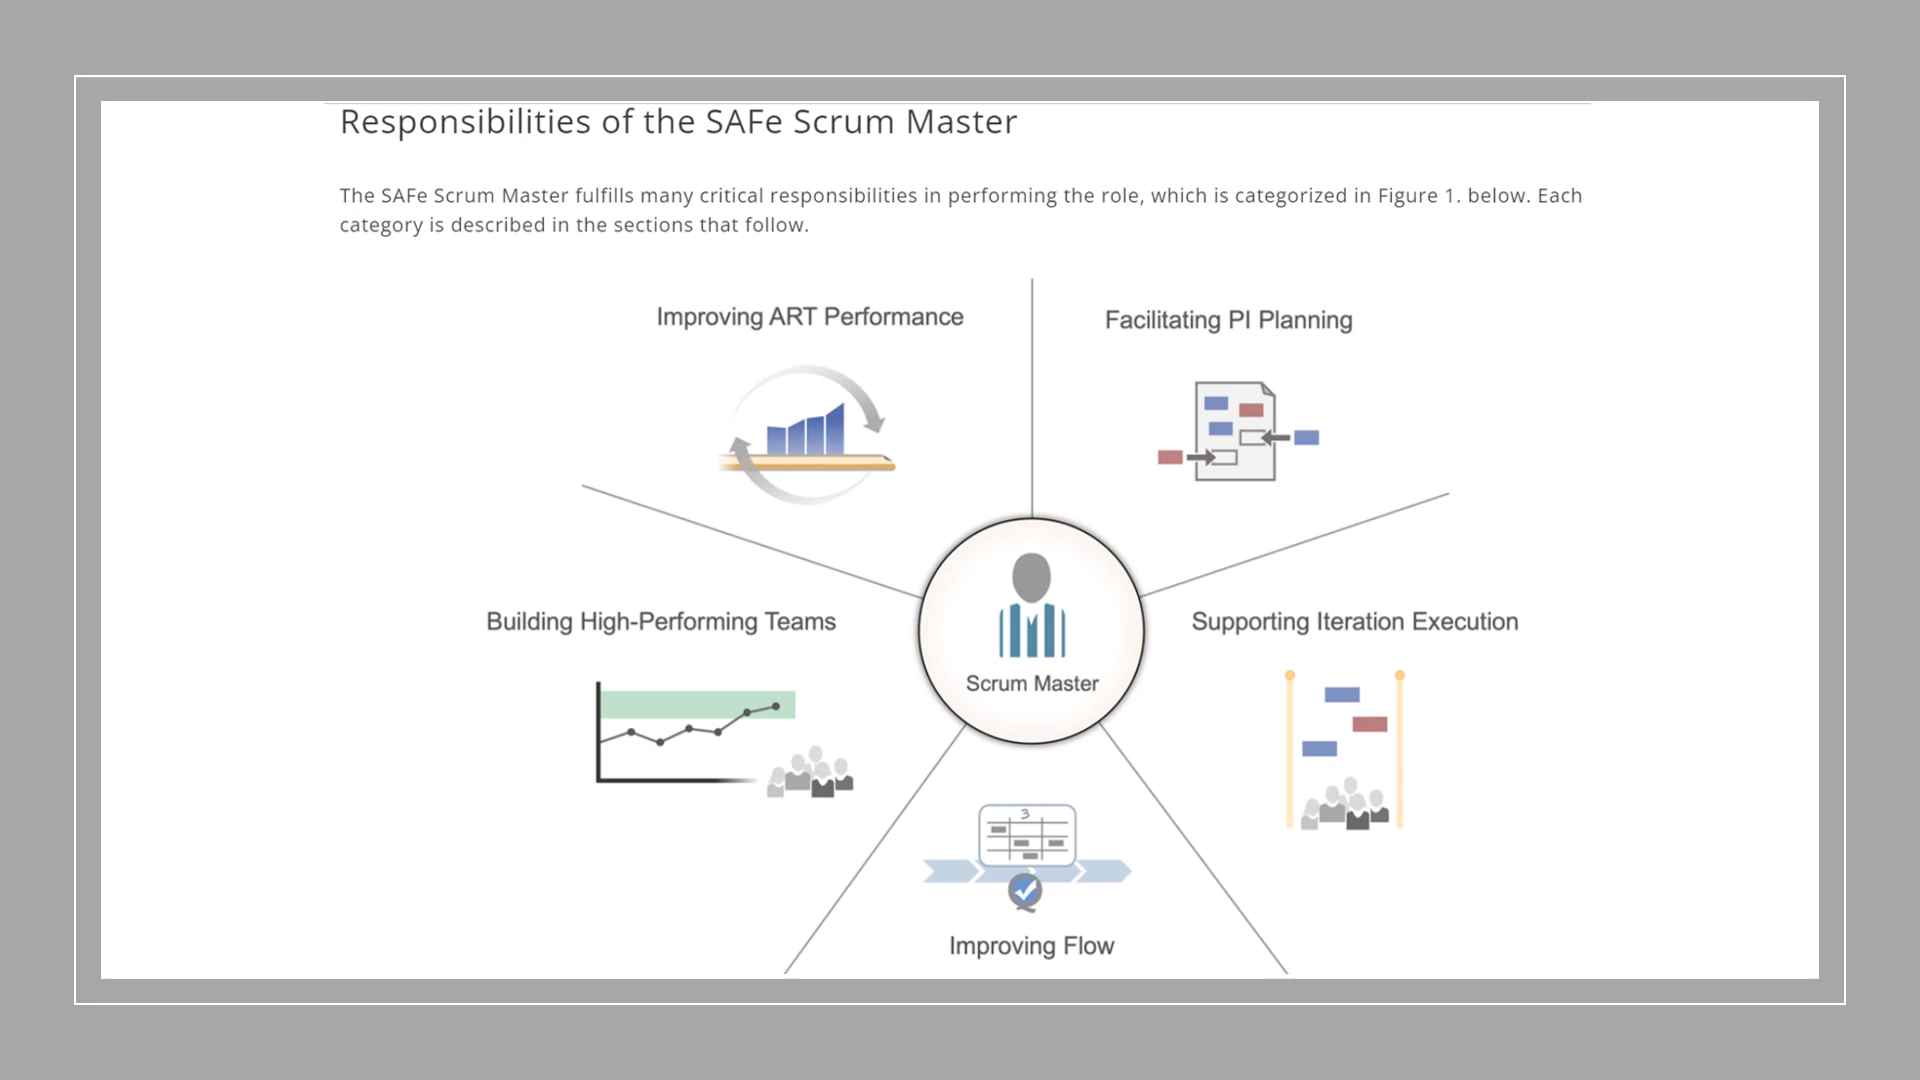 Responsibilities of the SAFe Scrum Master
The SAFe Scrum Master fulfills many critical responsibilities in performing the role, which is categorized in Figure 1. below. Each
category is described in the sections that follow.
Improving ART Performance
Facilitating PI Planning
Building High-Performing Teams
Supporting Iteration Execution
Scrum Master
3
Improving Flow